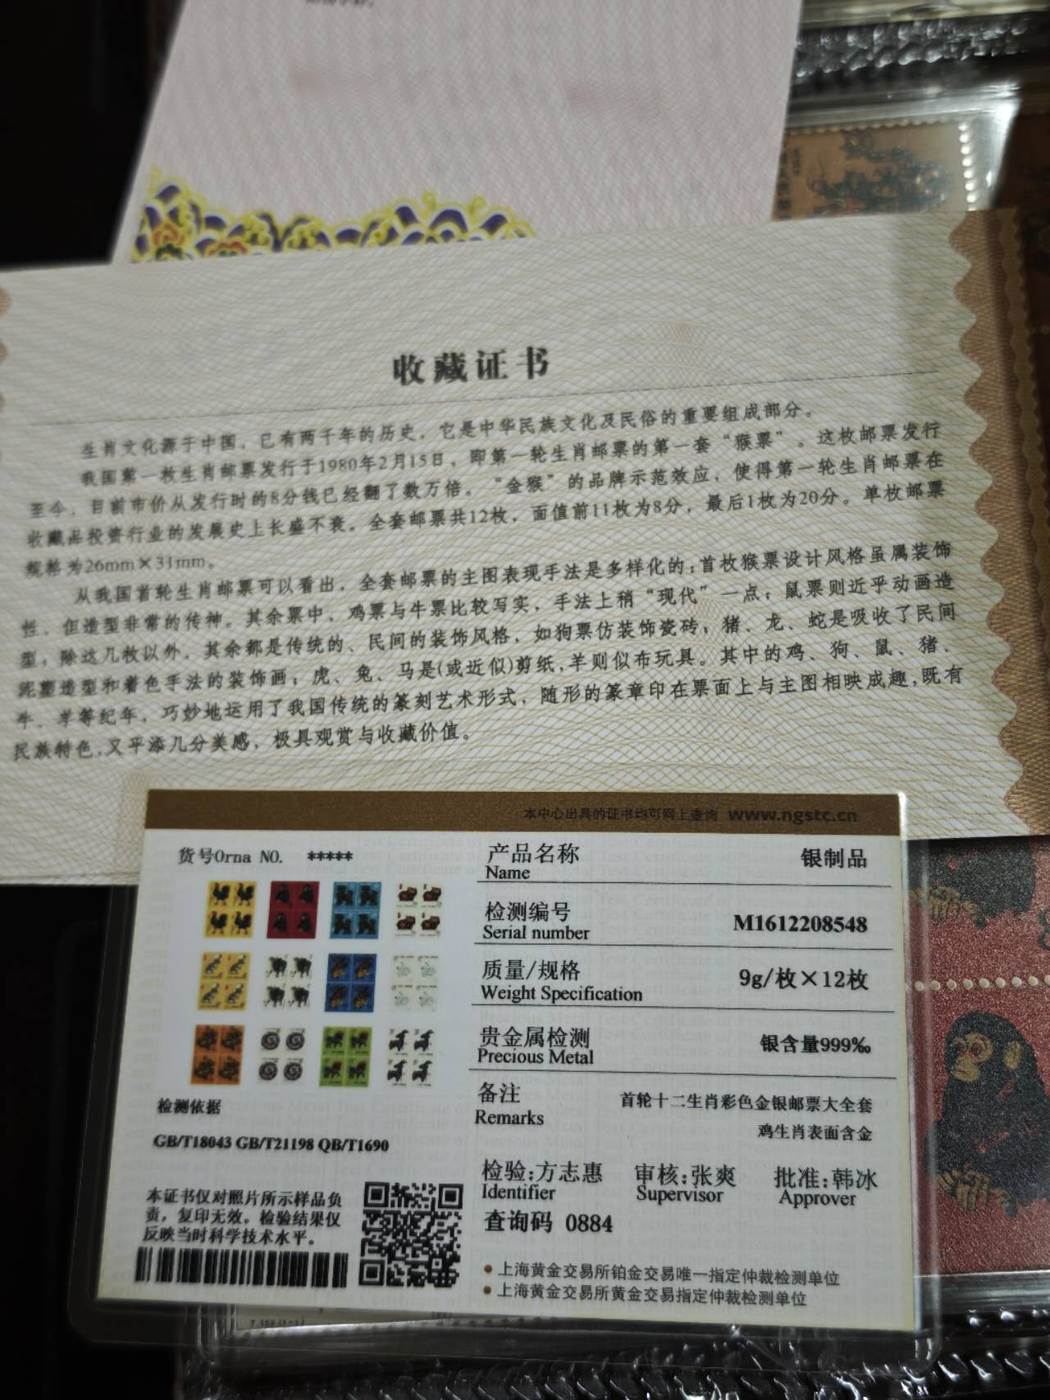 收藏证书
生肖文化源于中国，已有两千年的历史，它是中华民族文化及民俗的重要组成部分。
我国第一枚生肖邮票发行于1980年2月15日，即第一轮生肖邮票的第一套“猴票”。这枚邮票发行
至今，目前市价从发行时的8分钱已经翻了数万倍。“金猴”的品牌示范效应，使得第一轮生肖邮票在
收藏品投资行业的发展史上长盛不衰。全套邮票共12枚，面值前11枚为8分，最后1枚为20分。单枚邮票
规格为26mm×31mm。
从我国首轮生肖邮票可以看出，全套邮票的主图表现手法是多样化的；首枚猴票设计风格虽属装饰
性，但造型非常的传神。其余票中，鸡票与牛票比较写实，手法上稍“现代”一点；鼠票则近乎动画造
型，除这几枚以外，其余都是传统的、民间的装饰风格，如狗票仿装饰瓷砖；猪、龙、蛇是吸收了民间
泥塑造型和着色手法的装饰画；虎、兔、马是(或近似)剪纸，羊则似布玩具。其中的鸡、狗、鼠、猪、
牛、羊等纪年，巧妙地运用了我国传统的篆刻艺术形式，随形的篆章印在票面上与主图相映成趣，既有
民族特色，又平添几分美感，极具观赏与收藏价值。
本中心出具的证书均可网上查询 www.ngstc.cn
货号Orna NO. *****
产品名称 银制品
Name
检测编号 M1612208548
Serial number
质量/规格 9g/枚×12枚
Weight Specification
贵金属检测 银含量999‰
Precious Metal
备注 首轮十二生肖彩色金银邮票大全套
Remarks 鸡生肖表面含金
检测依据
GB/T18043 GB/T21198 QB/T1690
检验:方志惠 审核:张爽 批准:韩冰
Identifier Supervisor Approver
查询码 0884
本证书仅对照片所示样品负
责，复印无效。检验结果仅
反映当时科学技术水平。
上海黄金交易所铂金交易唯一指定仲裁检测单位
上海黄金交易所黄金交易指定仲裁检测单位